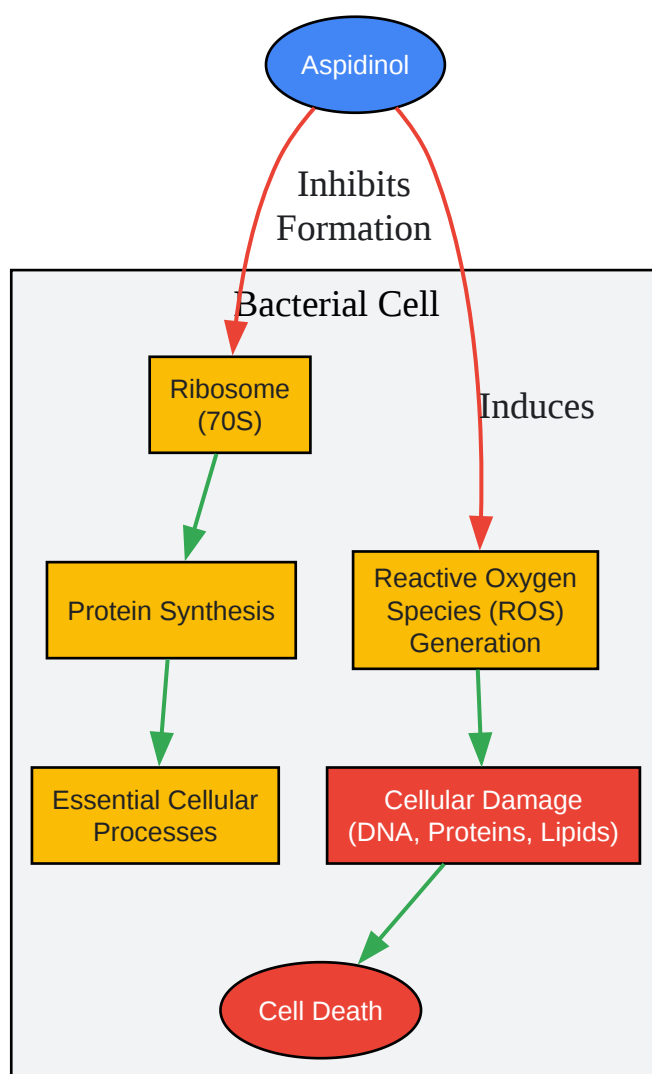 Aspidinol
Inhibits
Formation
Bacterial Cell
Ribosome
(70S)
Induces
Protein Synthesis
Reactive Oxygen
Species (ROS)
Generation
Essential Cellular
Processes
Cellular Damage
(DNA, Proteins, Lipids)
Cell Death